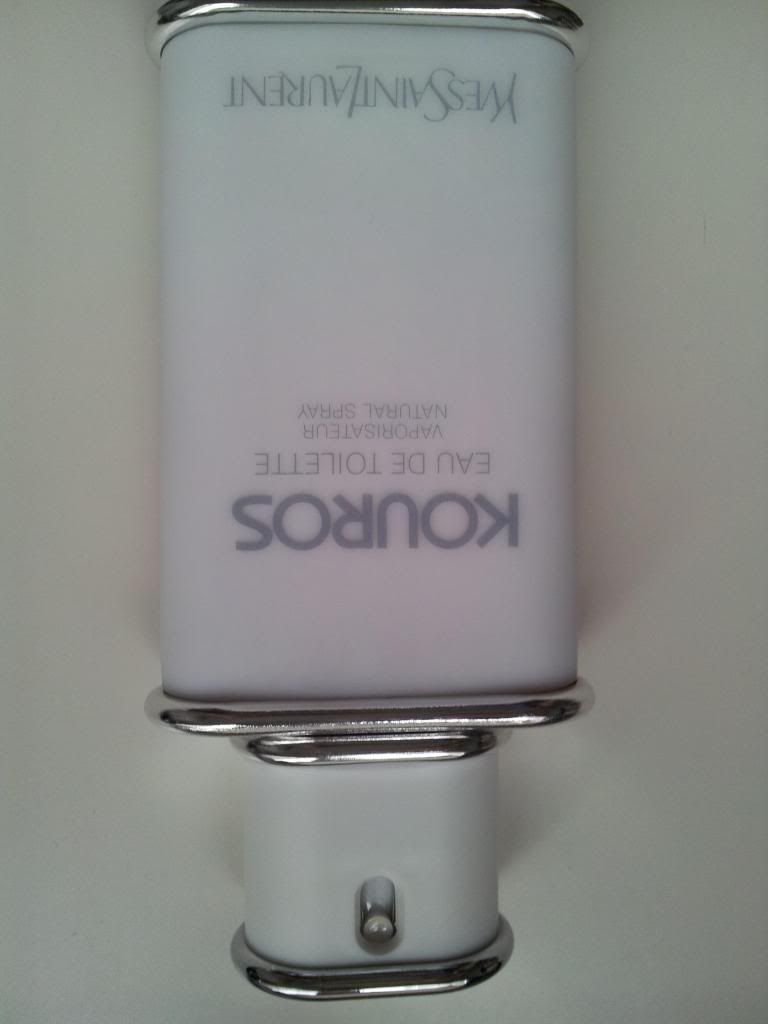 KOUROS
EAU DE TOILETTE
VAPORISATEUR
NATURAL SPRAY
YVESSAINTLAURENT